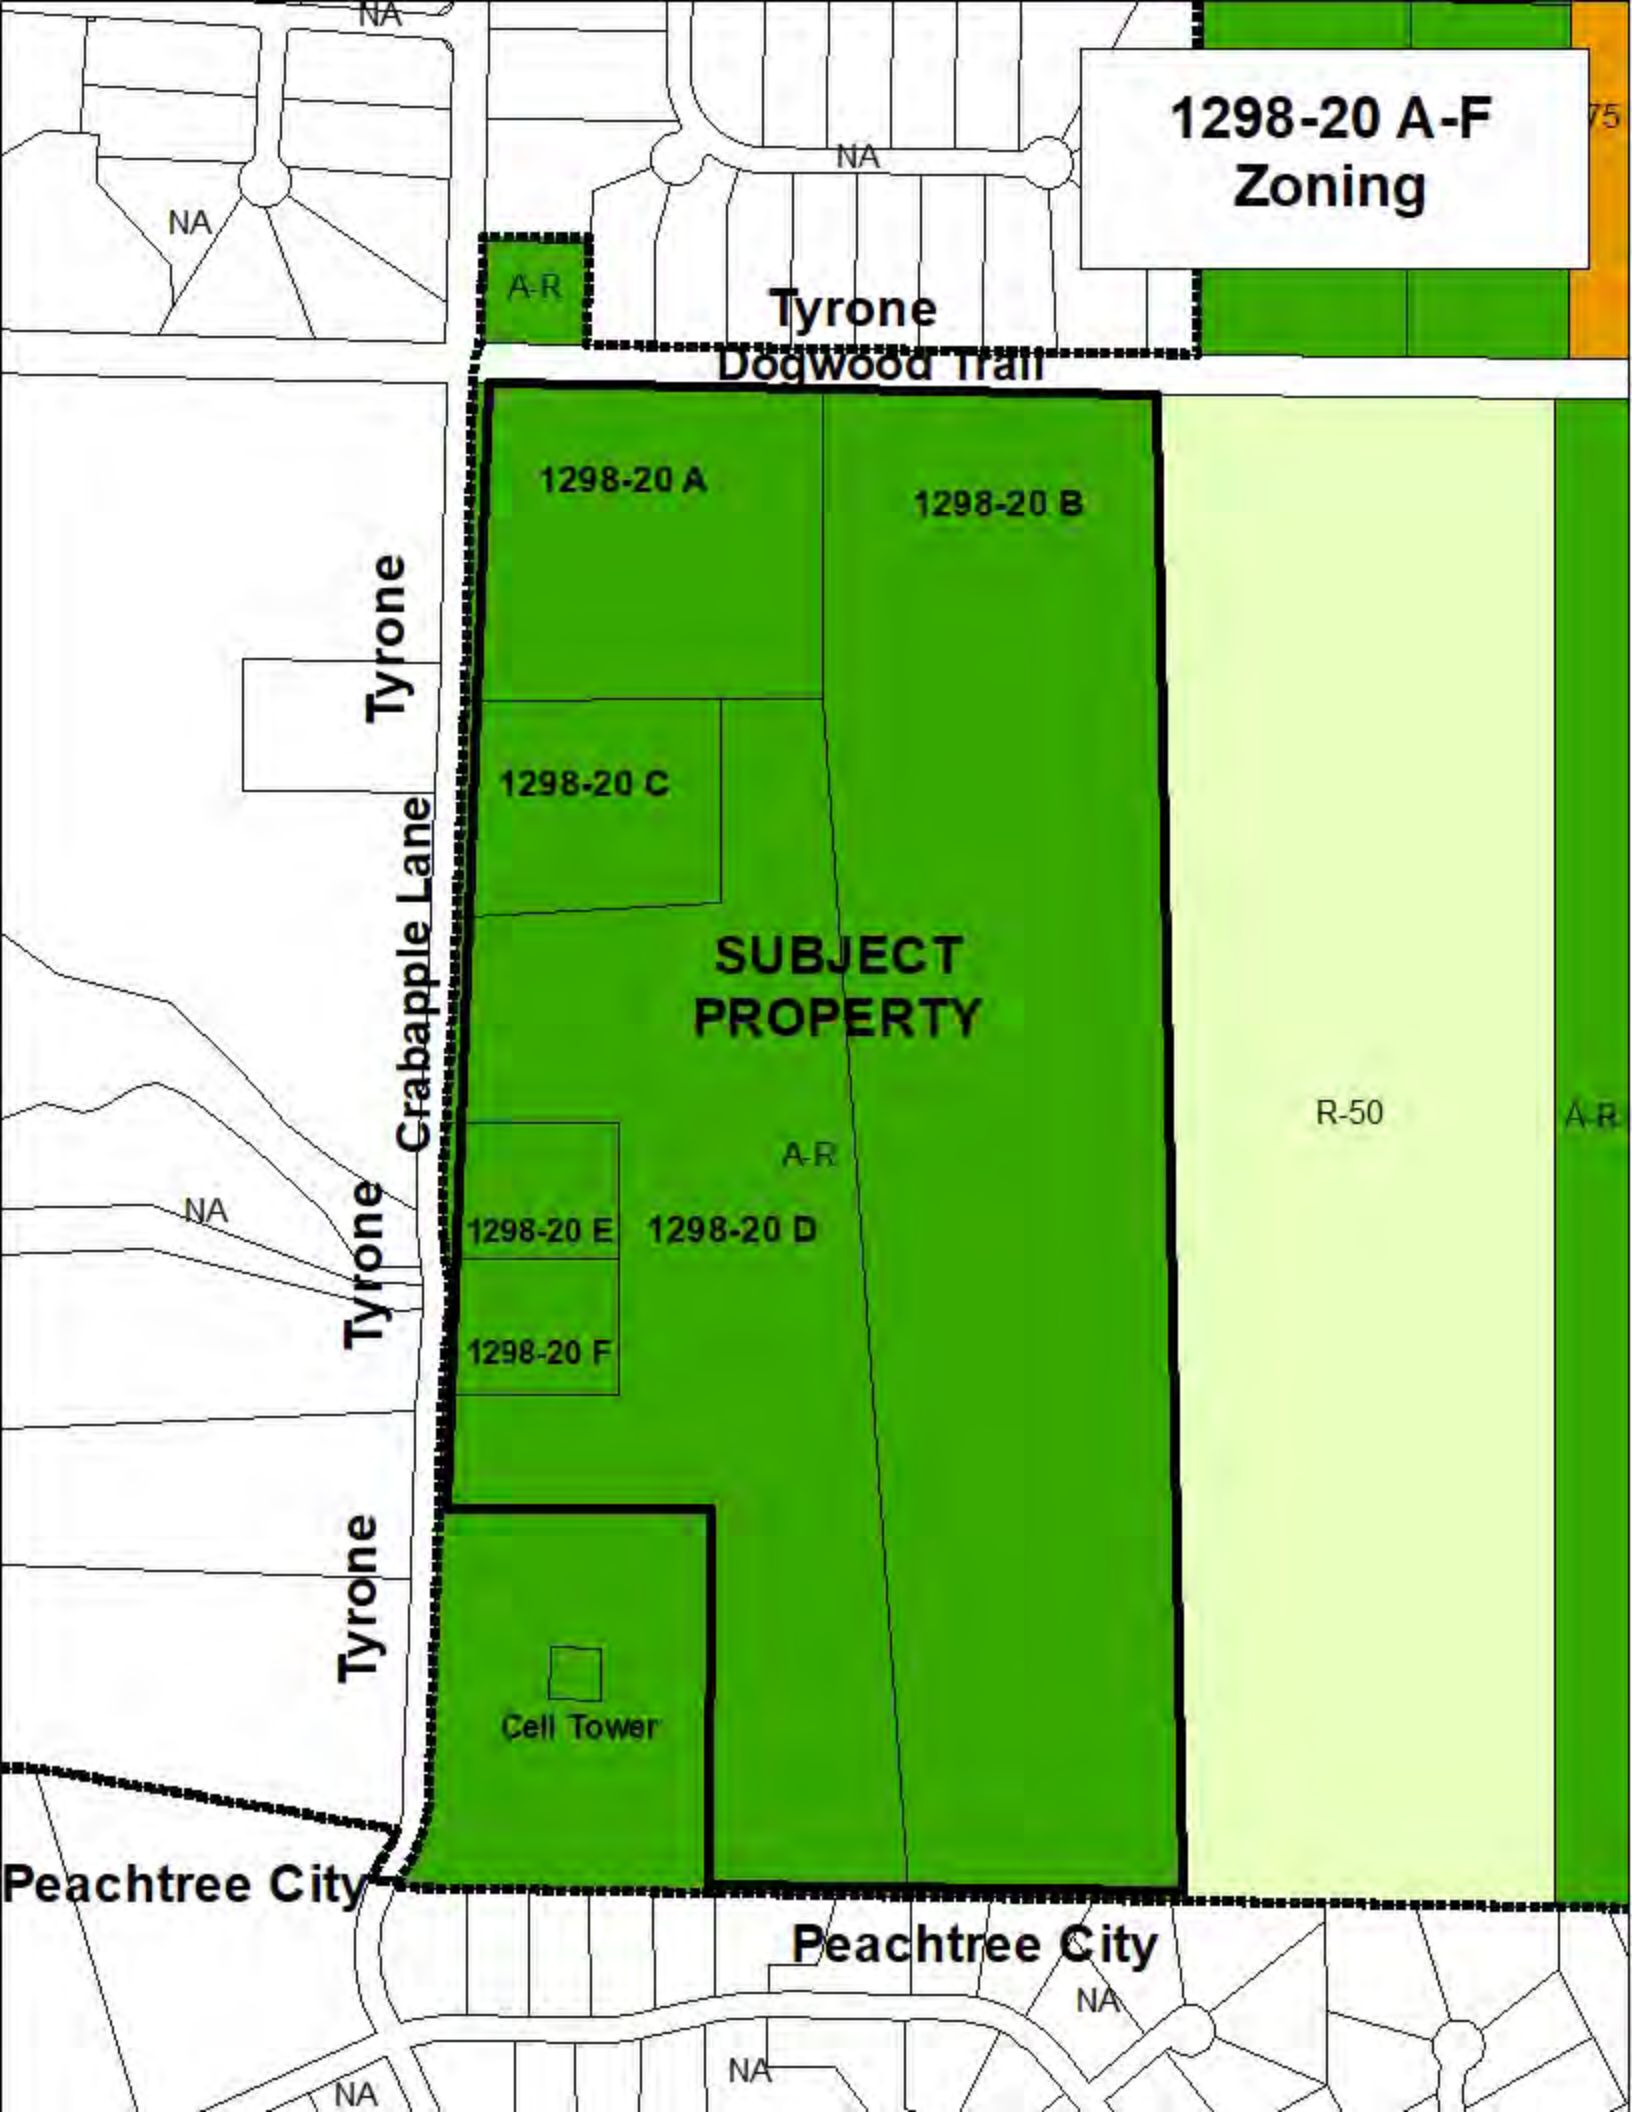 NA
1298-20 A-F
Zoning
75
NA
NA
A-R
Tyrone
Dogwood Trail
1298-20 A
1298-20 B
Tyrone
1298-20 C
Crabapple Lane
SUBJECT
PROPERTY
R-50
A-R
A-R
NA
Tyrone
1298-20 E
1298-20 D
1298-20 F
Tyrone
Cell Tower
Peachtree City
Peachtree City
NA
NA
NA